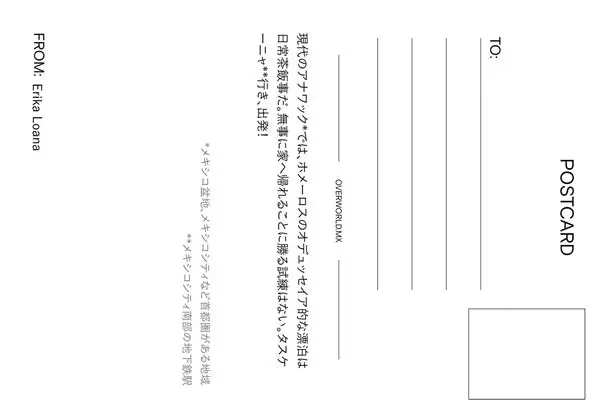 POSTCARD
TO:
OVERWORLD.MX
現代のアナワック*では、ホメーロスのオデュッセイア的な漂泊は
日常茶飯事だ。無事に家へ帰れることに勝る試練はない。タスケ
ーニャ**行き、出発！
*メキシコ盆地、メキシコシティなど首都圏がある地域
**メキシコシティ南部の地下鉄駅
FROM: Erika Loana